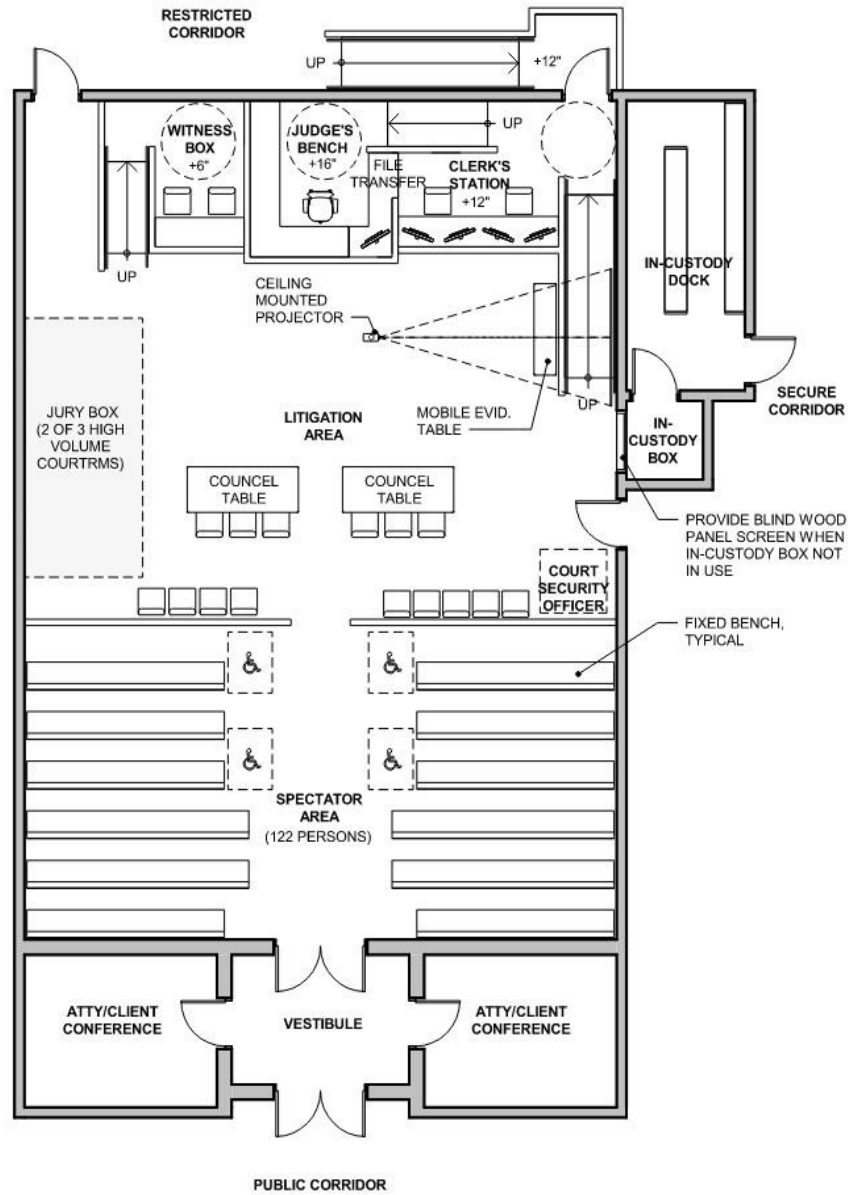 RESTRICTED
CORRIDOR
UP
+12"
WITNESS
BOX
+6"
JUDGE'S
BENCH
+16"
UP
FILE
TRANSFER
CLERK'S
STATION
+12"
UP
IN-CUSTODY
DOCK
CEILING
MOUNTED
PROJECTOR
JURY BOX
(2 OF 3 HIGH
VOLUME
COURTRMS)
LITIGATION
AREA
MOBILE EVID.
TABLE
UP
SECURE
CORRIDOR
IN-
CUSTODY
BOX
COUNCEL
TABLE
COUNCEL
TABLE
PROVIDE BLIND WOOD
PANEL SCREEN WHEN
IN-CUSTODY BOX NOT
IN USE
COURT
SECURITY
OFFICER
FIXED BENCH,
TYPICAL
SPECTATOR
AREA
(122 PERSONS)
ATTY/CLIENT
CONFERENCE
VESTIBULE
ATTY/CLIENT
CONFERENCE
PUBLIC CORRIDOR